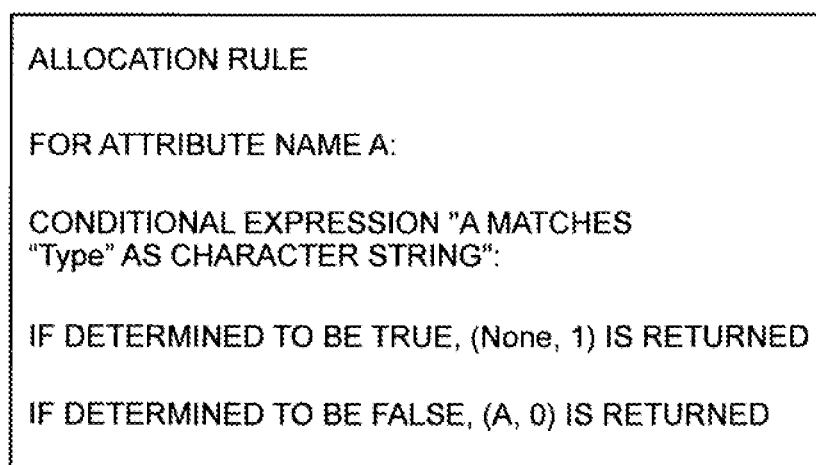 ALLOCATION RULE
FOR ATTRIBUTE NAME A:
CONDITIONAL EXPRESSION "A MATCHES
“Type” AS CHARACTER STRING“:
IF DETERMINED TO BE TRUE, (None, 1) IS RETURNED
IF DETERMINED TO BE FALSE, (A, 0) IS RETURNED